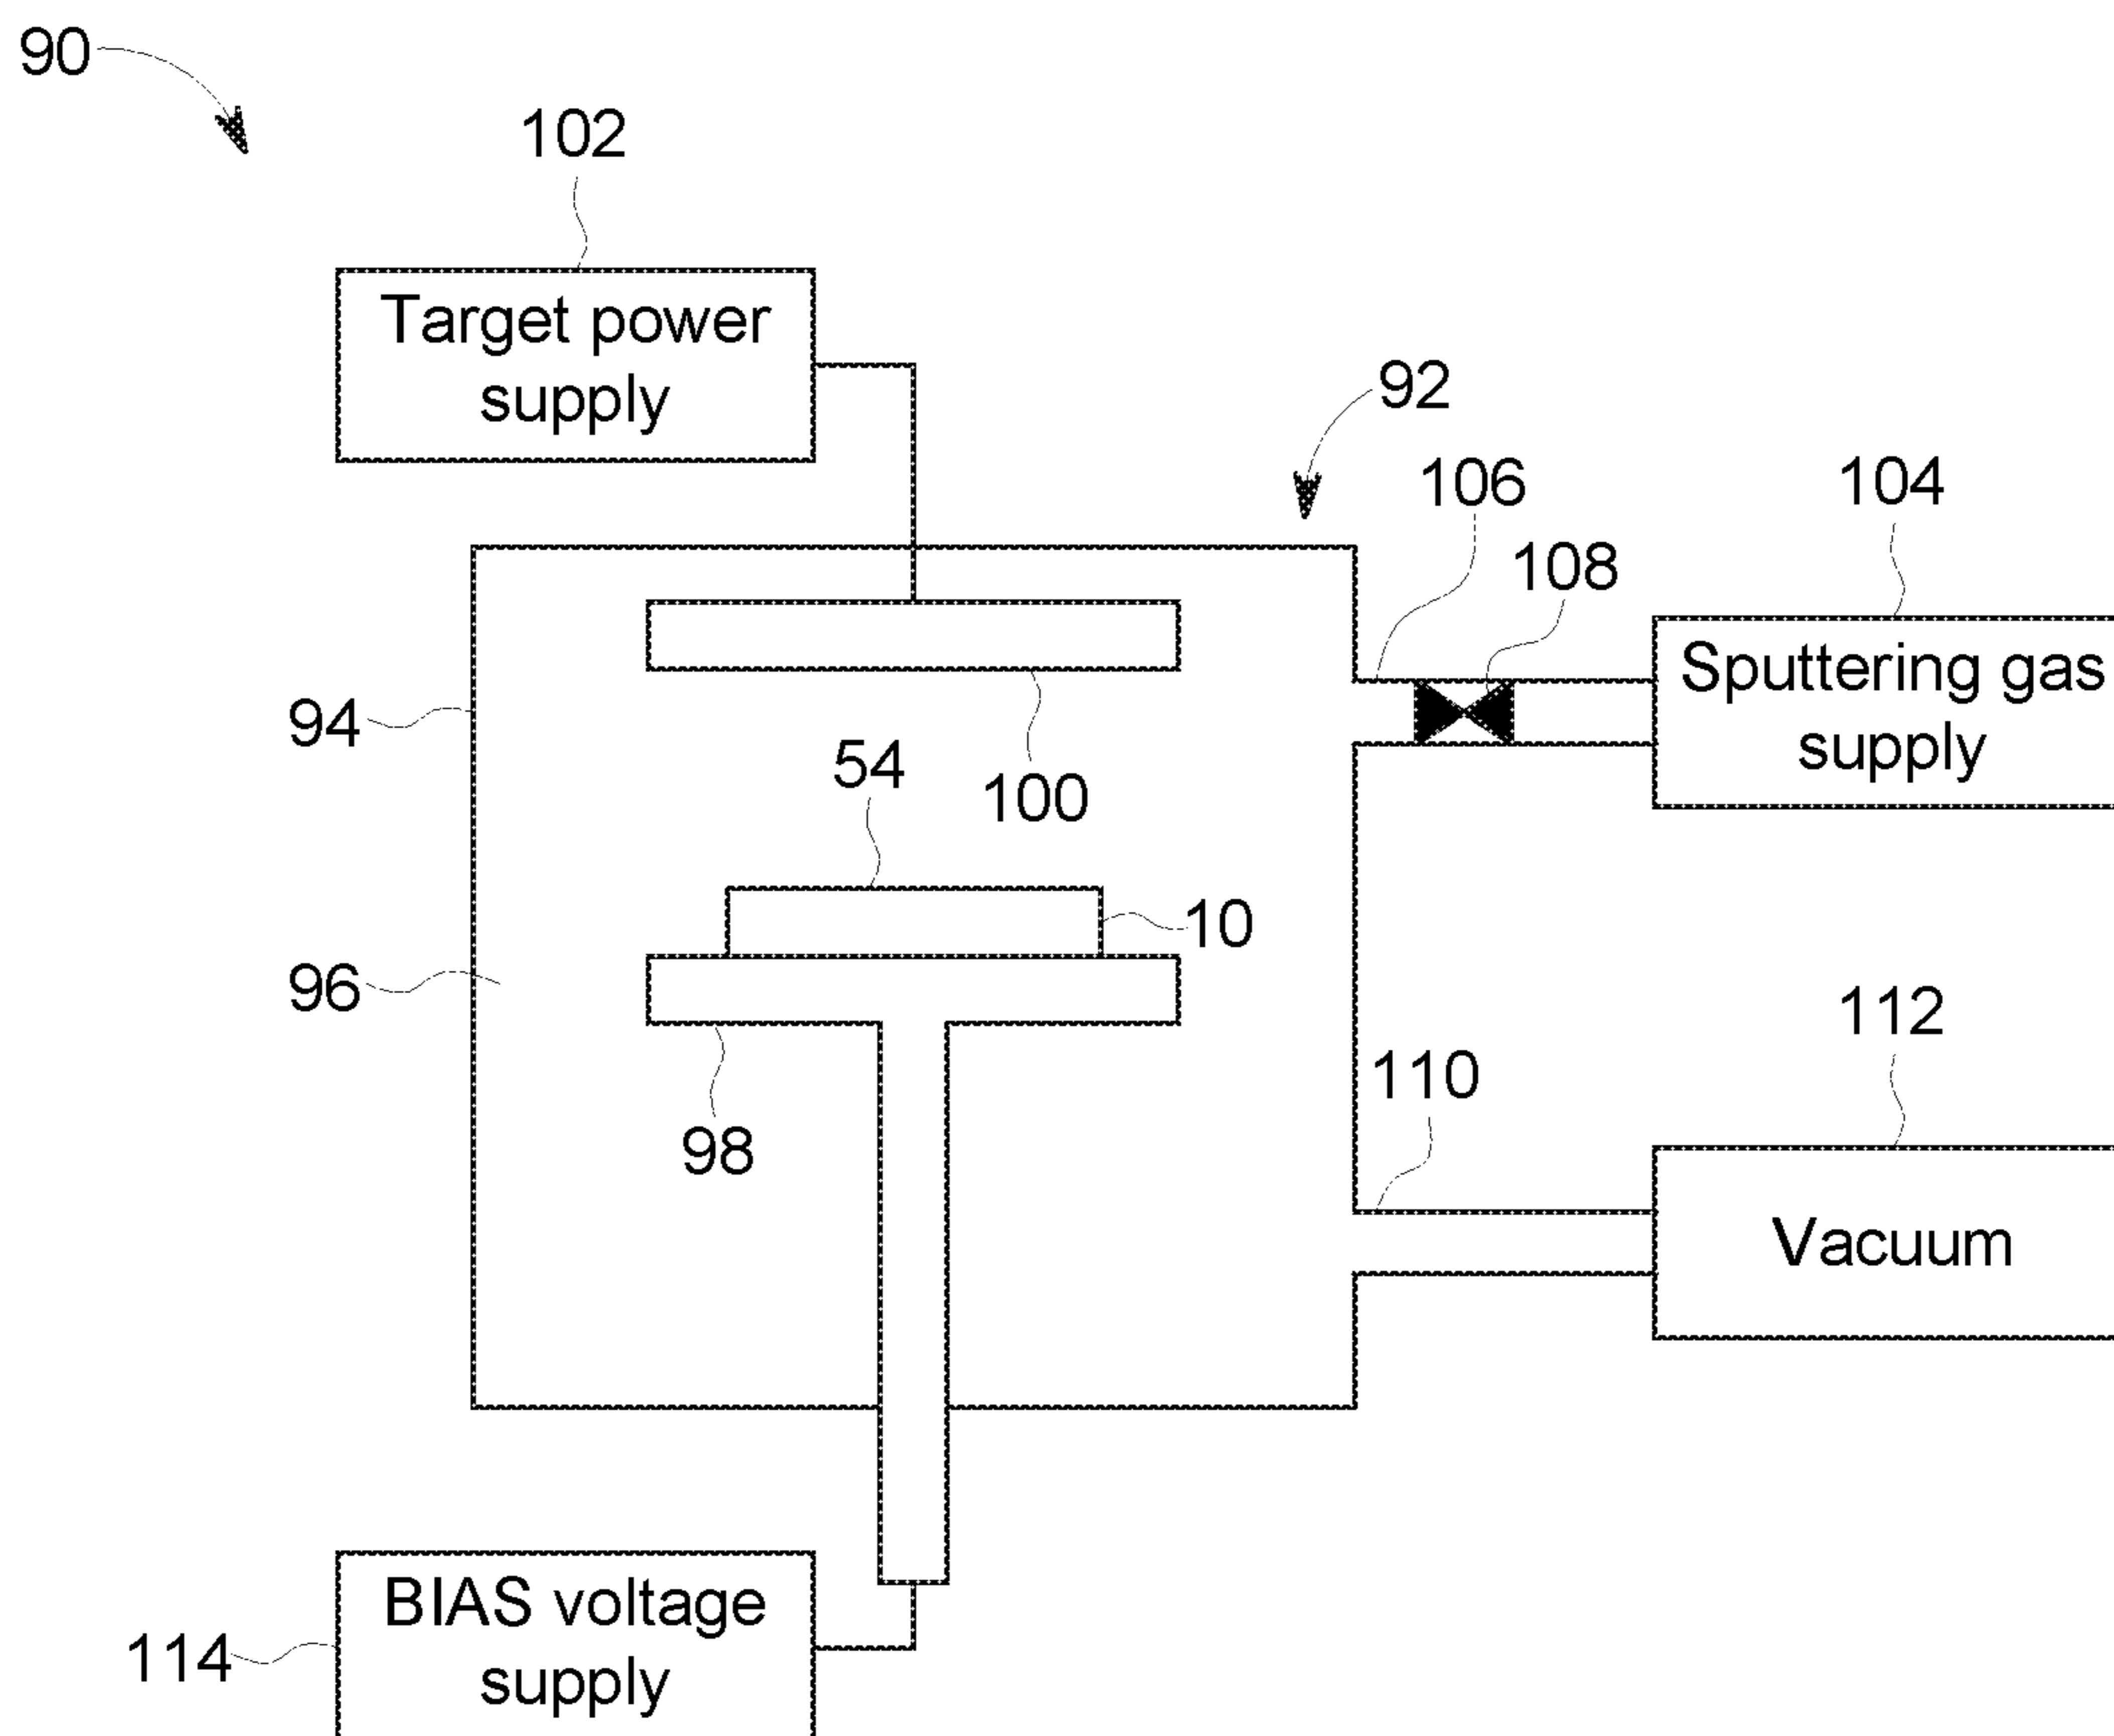 90
102
Target power
supply
92
106
104
108
Sputtering gas
supply
94
54
100
10
96
112
110
98
Vacuum
BIAS voltage
supply
114